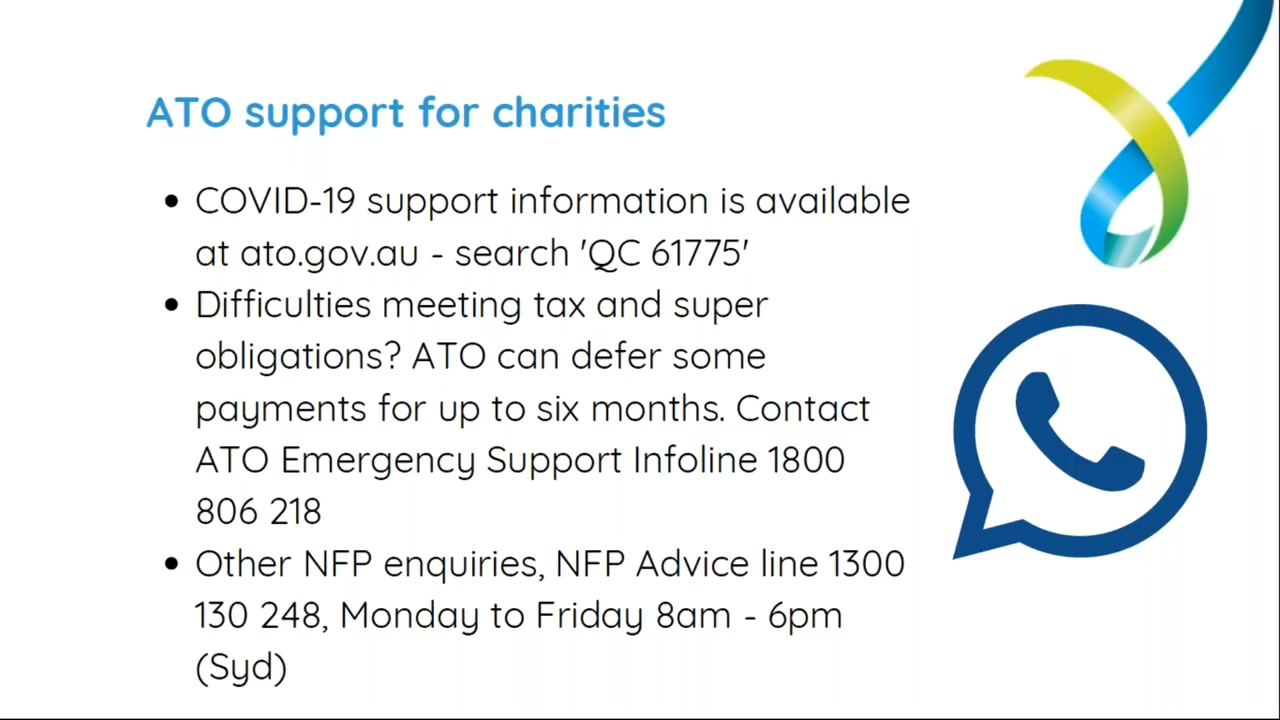 ATO support for charities
• COVID-19 support information is available
at ato.gov.au - search 'QC 61775'
• Difficulties meeting tax and super
obligations? ATO can defer some
payments for up to six months. Contact
ATO Emergency Support Infoline 1800
806 218
• Other NFP enquiries, NFP Advice line 1300
130 248, Monday to Friday 8am - 6pm
(Syd)